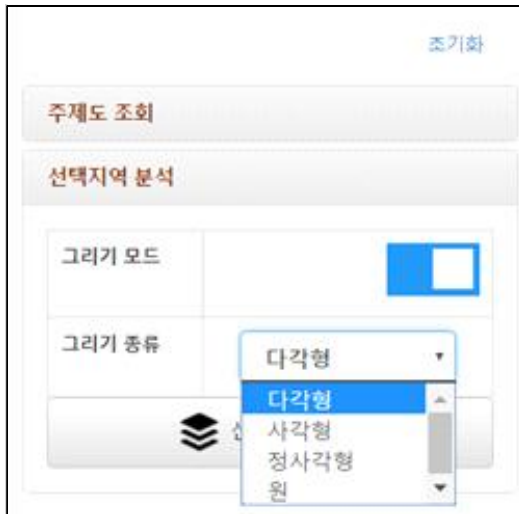 초기화
주제도 조회
선택지역 분석
그리기 모드
그리기 종류
다각형
다각형
사각형
정사각형
원